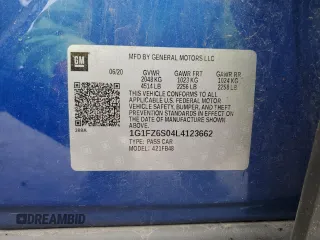 GM
MFD BY GENERAL MOTORS LLC
06/20 GVWR GAWR FRT GAWR RR
2048 KG 1023 KG 1024 KG
4514 LB 2256 LB 2258 LB
THIS VEHICLE CONFORMS TO ALL
APPLICABLE U.S. FEDERAL MOTOR
VEHICLE SAFETY, BUMPER, AND THEFT
PREVENTION STANDARDS IN EFFECT
ON THE DATE OF MANUFACTURE
SHOWN ABOVE.
1G1FZ6S04L4123662
TYPE: PASS CAR
MODEL: 421FB48
DREAMBID